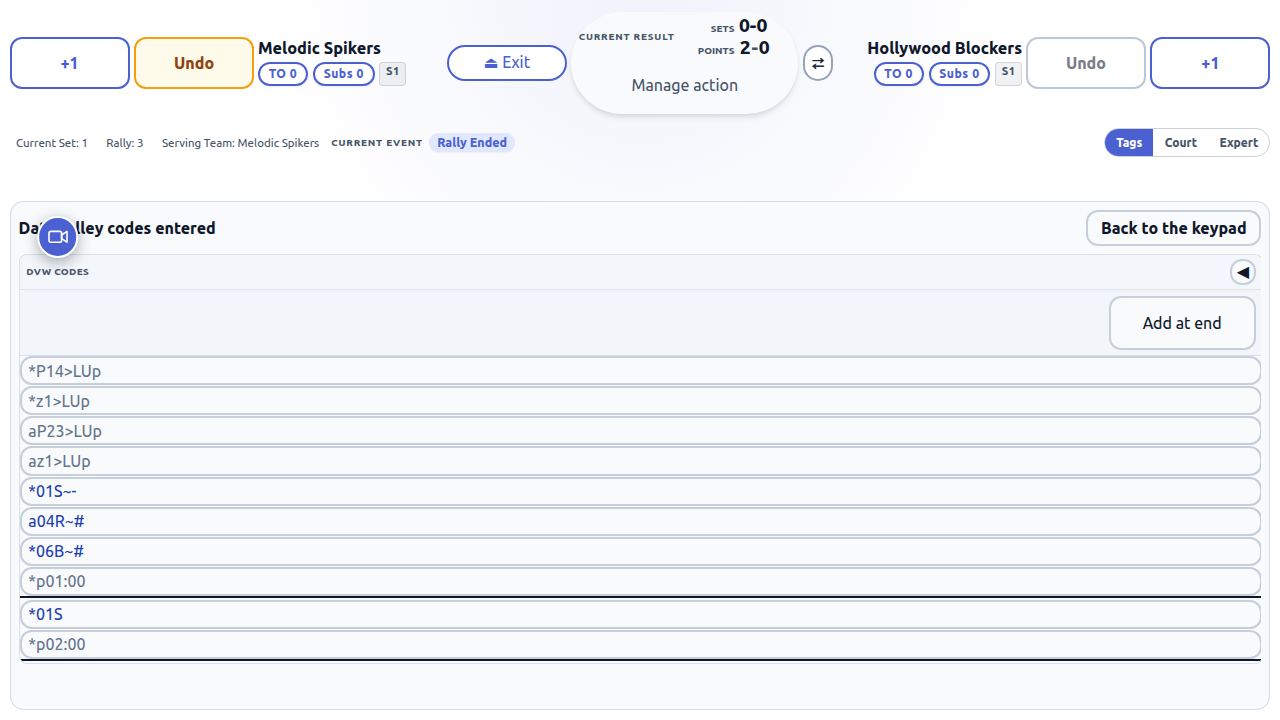 +1
Undo
Melodic Spikers
TO 0
Subs 0
S1
⏏ Exit
CURRENT RESULT
SETS 0-0
POINTS 2-0
Manage action
⇄
Hollywood Blockers
TO 0
Subs 0
S1
Undo
+1
Current Set: 1
Rally: 3
Serving Team: Melodic Spikers
CURRENT EVENT
Rally Ended
Tags
Court
Expert
codes entered
Back to the keypad
DVW CODES
◀
Add at end
*P14>LUp
*z1>LUp
aP23>LUp
az1>LUp
*01S~-
a04R~#
*06B~#
*p01:00
*01S
*p02:00